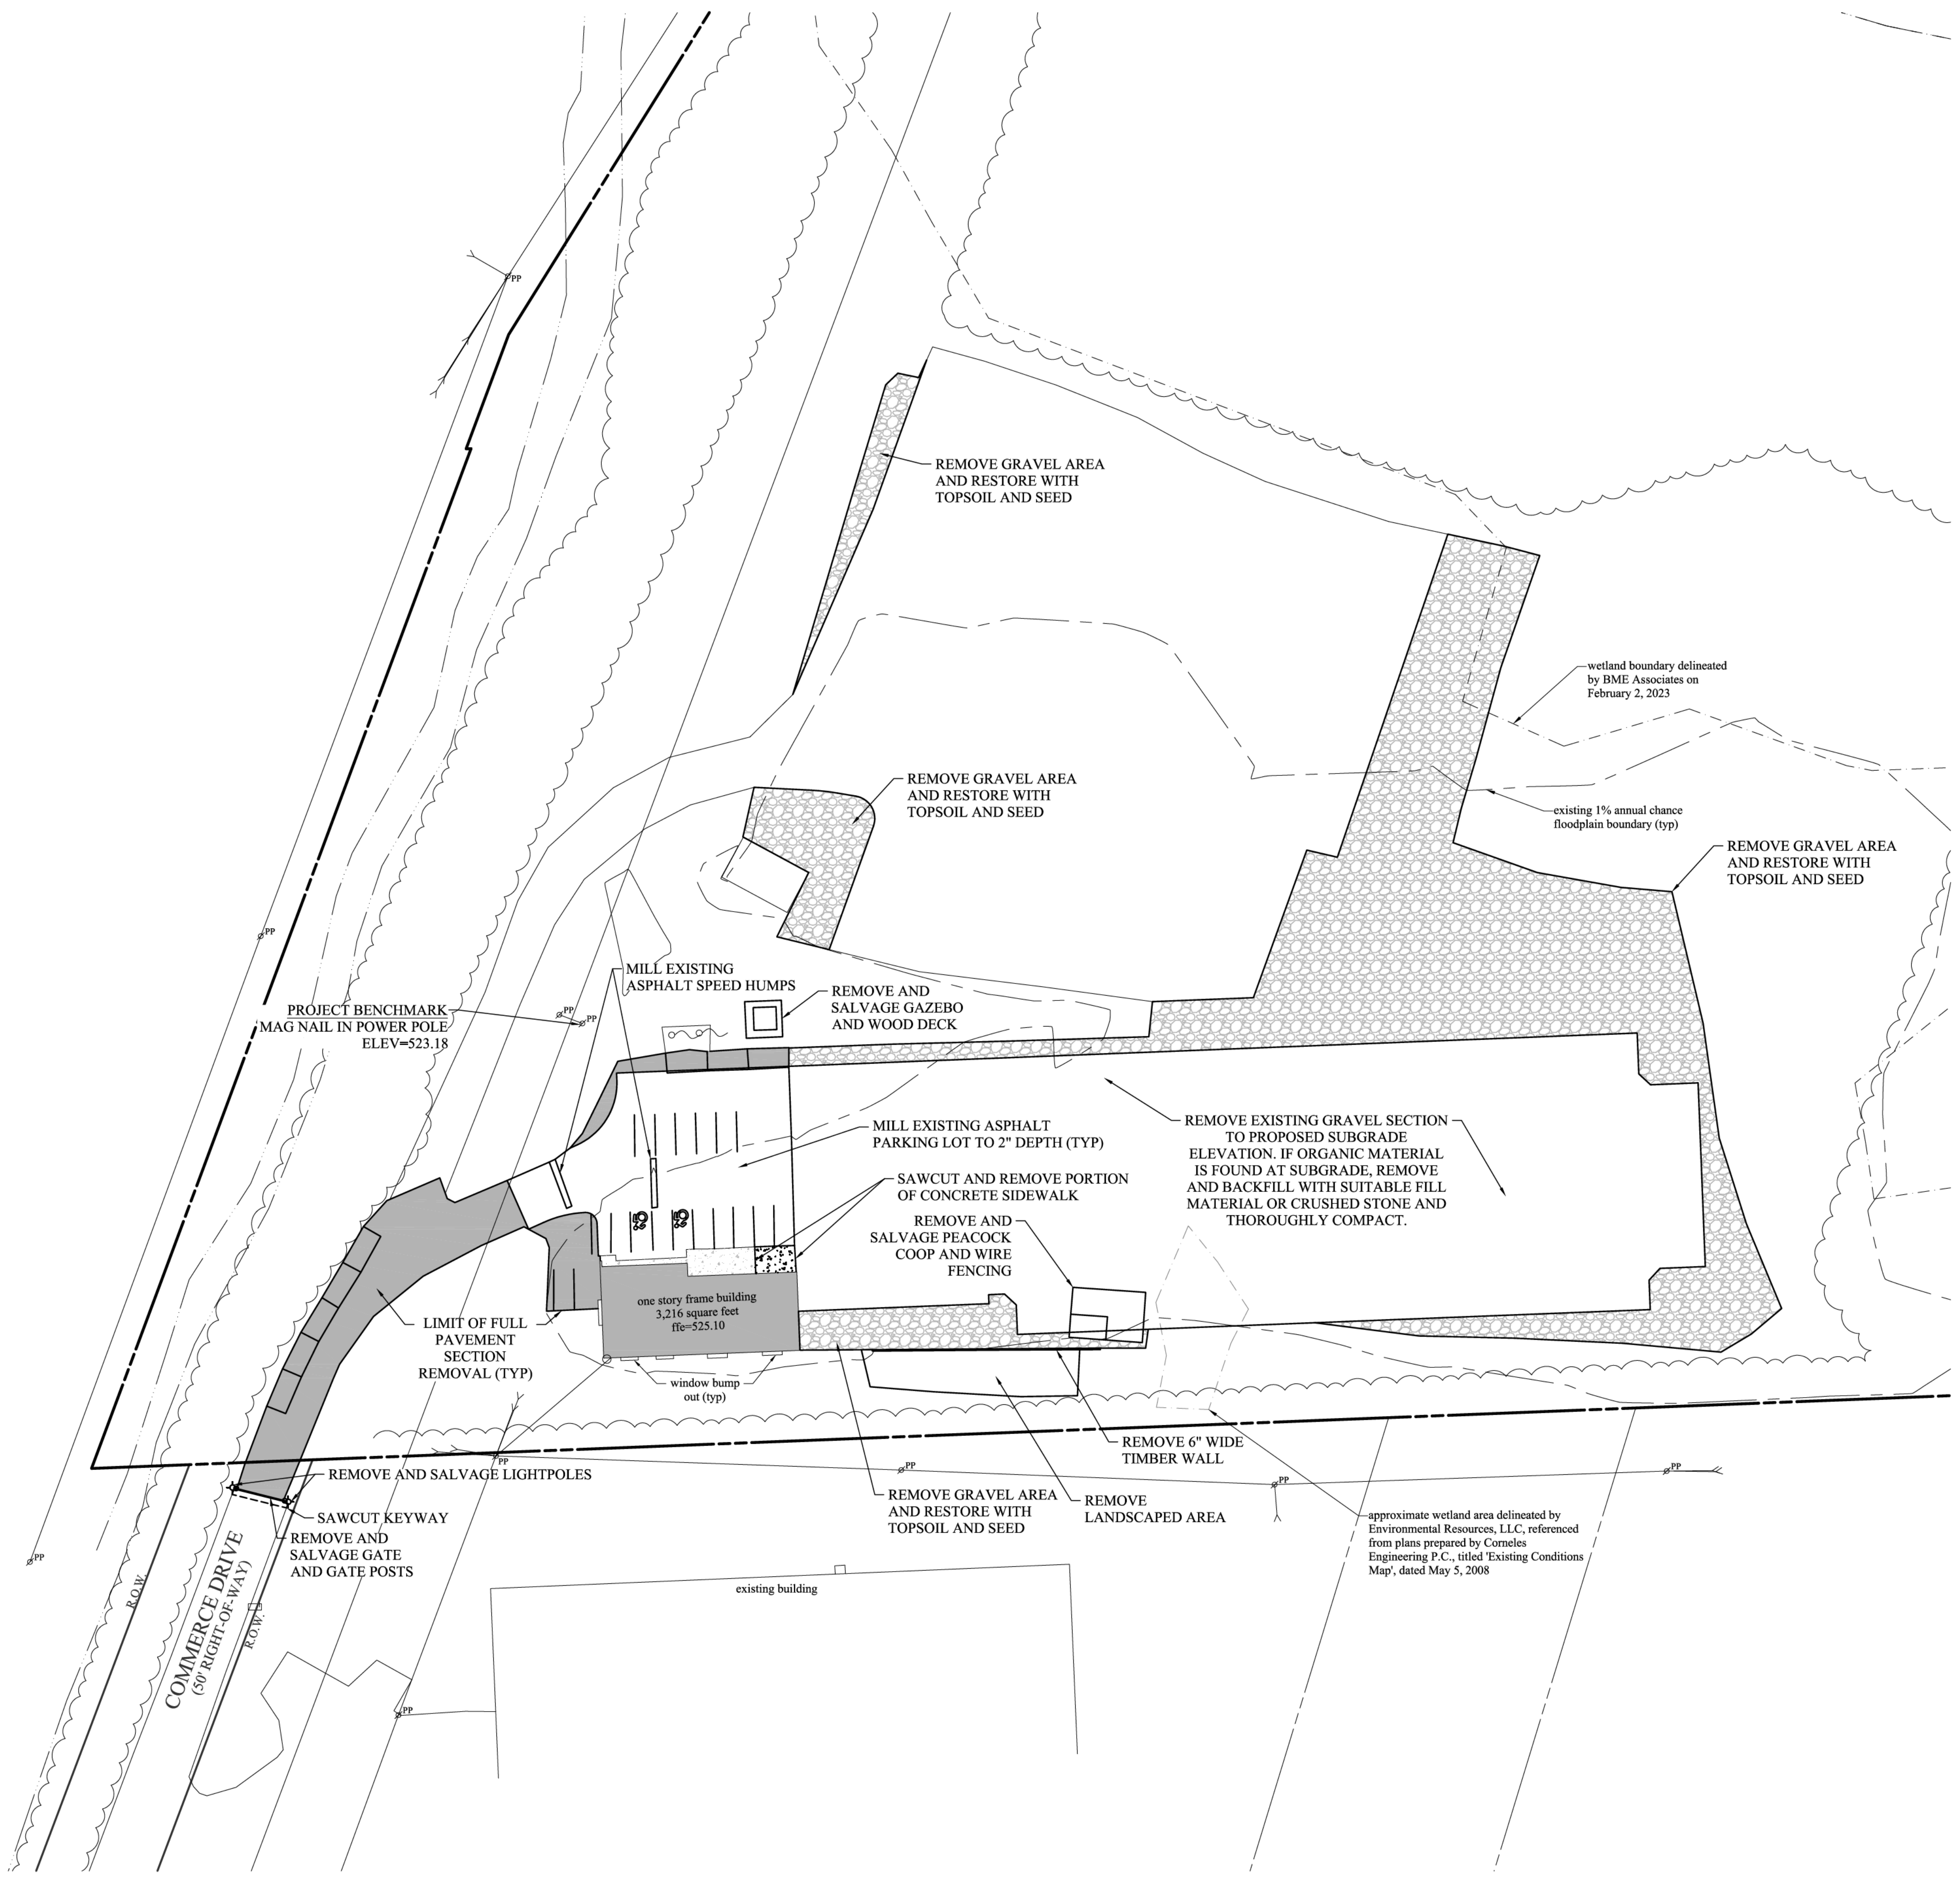 PP
REMOVE GRAVEL AREA
AND RESTORE WITH
TOPSOIL AND SEED
wetland boundary delineated
by BME Associates on
February 2, 2023
REMOVE GRAVEL AREA
AND RESTORE WITH
TOPSOIL AND SEED
existing 1% annual chance
floodplain boundary (typ)
REMOVE GRAVEL AREA
AND RESTORE WITH
TOPSOIL AND SEED
PP
MILL EXISTING
ASPHALT SPEED HUMPS
REMOVE AND
SALVAGE GAZEBO
AND WOOD DECK
PROJECT BENCHMARK
MAG NAIL IN POWER POLE
ELEV=523.18
PP
PP
MILL EXISTING ASPHALT
PARKING LOT TO 2" DEPTH (TYP)
REMOVE EXISTING GRAVEL SECTION
TO PROPOSED SUBGRADE
ELEVATION. IF ORGANIC MATERIAL
IS FOUND AT SUBGRADE, REMOVE
AND BACKFILL WITH SUITABLE FILL
MATERIAL OR CRUSHED STONE AND
THOROUGHLY COMPACT.
SAWCUT AND REMOVE PORTION
OF CONCRETE SIDEWALK
REMOVE AND
SALVAGE PEACOCK
COOP AND WIRE
FENCING
one story frame building
3,216 square feet
ffe=525.10
LIMIT OF FULL
PAVEMENT
SECTION
REMOVAL (TYP)
window bump
out (typ)
REMOVE 6" WIDE
TIMBER WALL
PP
PP
PP
PP
REMOVE AND SALVAGE LIGHTPOLES
REMOVE GRAVEL AREA
AND RESTORE WITH
TOPSOIL AND SEED
REMOVE
LANDSCAPED AREA
SAWCUT KEYWAY
REMOVE AND
SALVAGE GATE
AND GATE POSTS
approximate wetland area delineated by
Environmental Resources, LLC, referenced
from plans prepared by Corneles
Engineering P.C., titled 'Existing Conditions
Map', dated May 5, 2008
PP
existing building
R.O.W.
COMMERCE DRIVE
(50' RIGHT-OF-WAY)
R.O.W.
PP